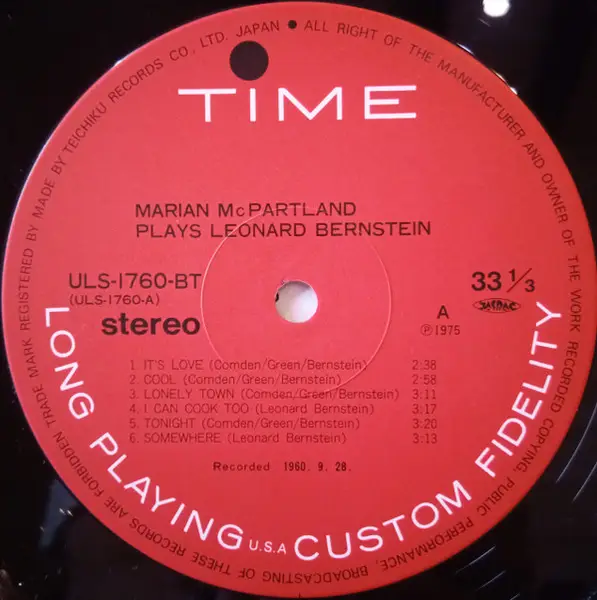 TRADE MARK REGISTERED BY MADE BY TEICHIKU RECORDS CO., LTD. JAPAN ● ALL RIGHT OF THE MANUFACTURER AND OWNER OF THE WORK RECORDED COPYING, PUBLIC PERFORMANCE, BROADCASTING OF THESE RECORDS ARE FORBIDDEN
TIME
MARIAN McPARTLAND
PLAYS LEONARD BERNSTEIN
ULS-1760-BT
(ULS-1760-A)
stereo
33 1/3
A
JASRAC
Ⓟ1975
1. IT'S LOVE (Comden/Green/Bernstein) 2:38
2. COOL (Comden/Green/Bernstein) 2:58
3. LONELY TOWN (Comden/Green/Bernstein) 3:11
4. I CAN COOK TOO (Leonard Bernstein) 3:17
5. TONIGHT (Comden/Green/Bernstein) 3:20
6. SOMEWHERE (Leonard Bernstein) 3:13
Recorded 1960. 9. 28.
LONG PLAYING U.S.A CUSTOM FIDELITY